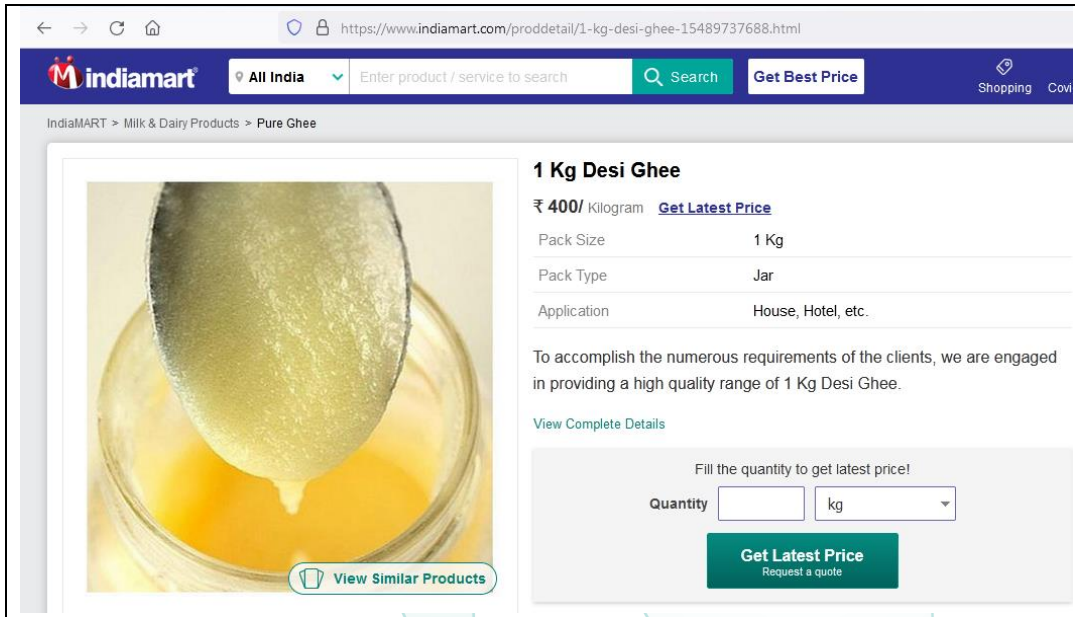 https://www.indiamart.com/proddetail/1-kg-desi-ghee-15489737688.html
indiamart
All India
Enter product / service to search
Search
Get Best Price
Shopping
IndiaMART > Milk & Dairy Products > Pure Ghee
1 Kg Desi Ghee
₹ 400/ Kilogram Get Latest Price
Pack Size 1 Kg
Pack Type Jar
Application House, Hotel, etc.
To accomplish the numerous requirements of the clients, we are engaged
in providing a high quality range of 1 Kg Desi Ghee.
View Complete Details
Fill the quantity to get latest price!
Quantity kg
Get Latest Price
Request a quote
View Similar Products